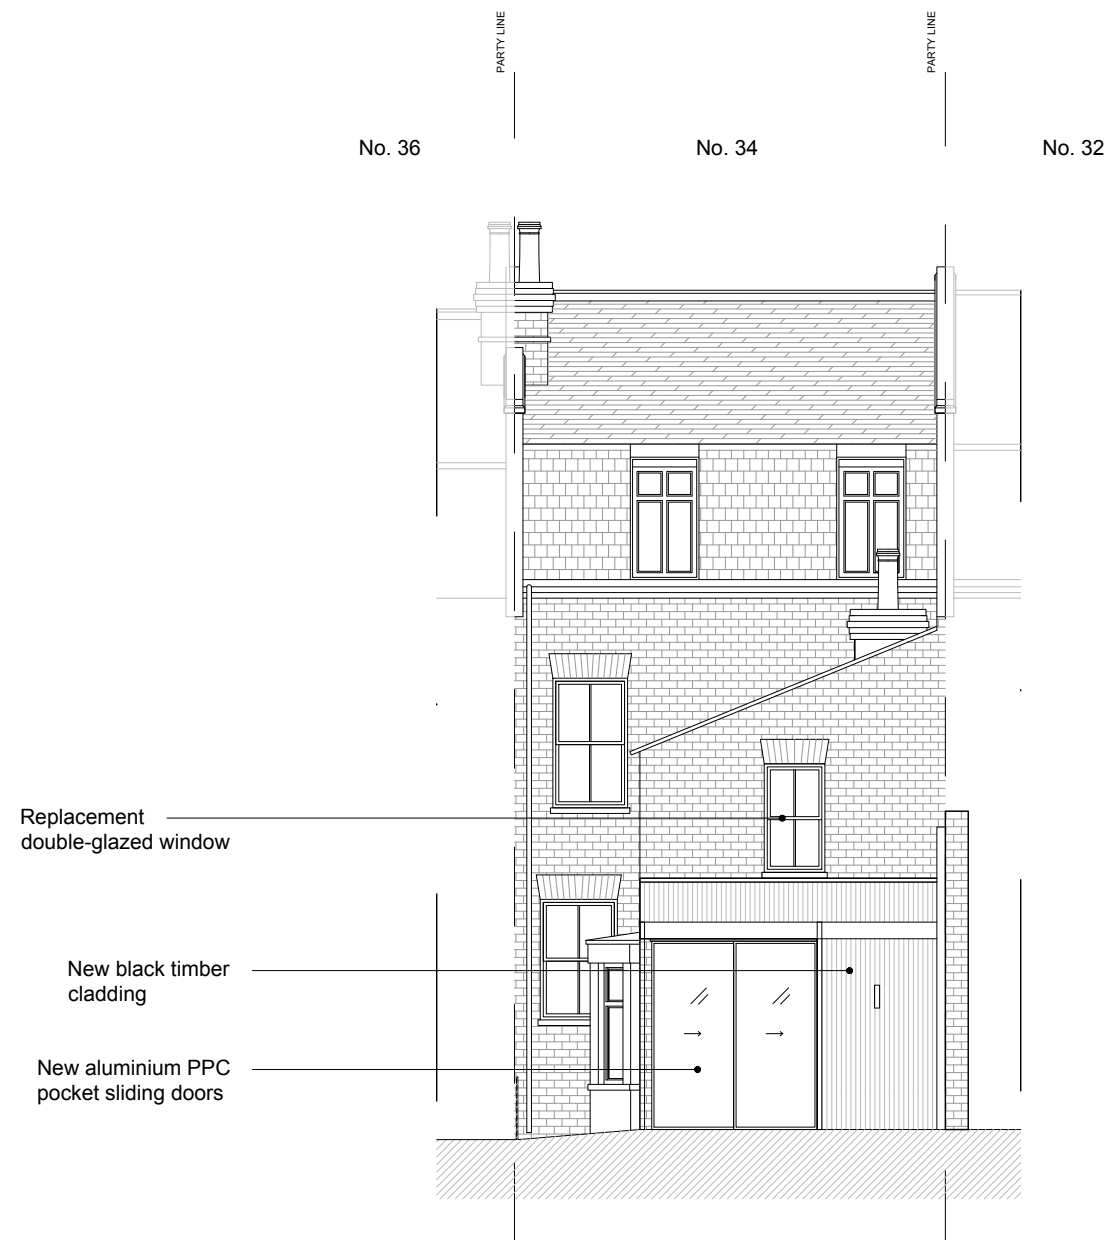 PARTY LINE
PARTY LINE
No. 36
No. 34
No. 32
Replacement
double-glazed window
New black timber
cladding
New aluminium PPC
pocket sliding doors